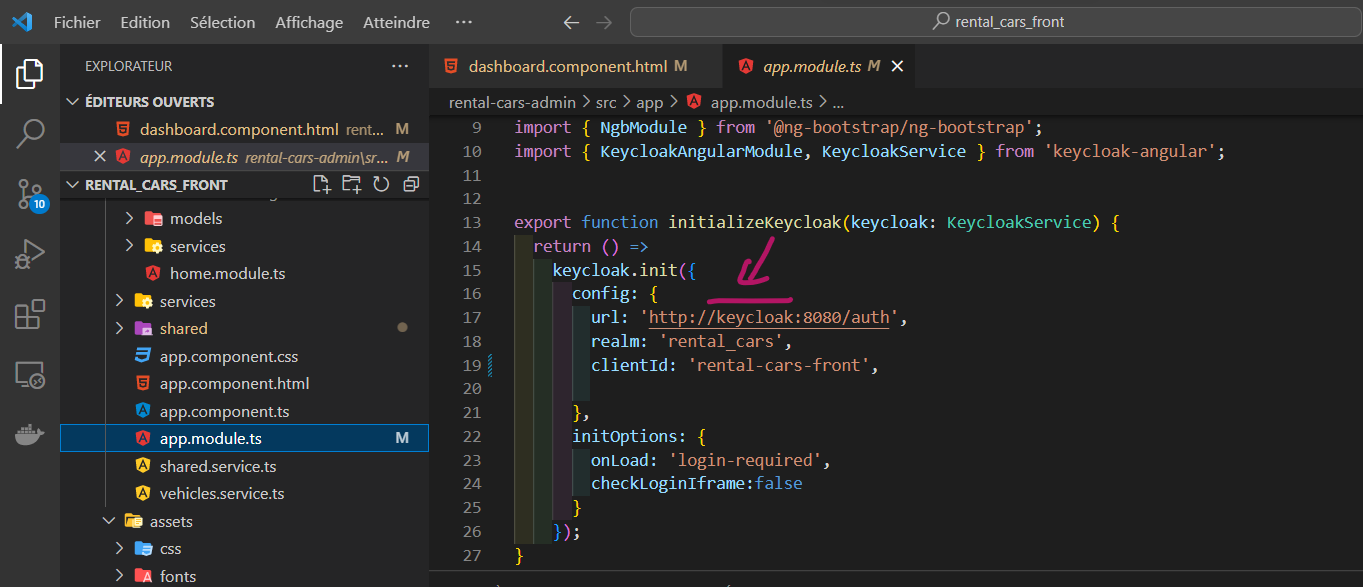 Fichier Edition Sélection Affichage Atteindre ··· rental_cars_front
EXPLORATEUR ···
ÉDITEURS OUVERTS
dashboard.component.html rent... M
app.module.ts rental-cars-admin\sr... M
RENTAL_CARS_FRONT
models
services
home.module.ts
services
shared
app.component.css
app.component.html
app.component.ts
app.module.ts M
shared.service.ts
vehicles.service.ts
assets
css
fonts
10
dashboard.component.html M app.module.ts M
rental-cars-admin > src > app > app.module.ts > ...
9 import { NgbModule } from '@ng-bootstrap/ng-bootstrap';
10 import { KeycloakAngularModule, KeycloakService } from 'keycloak-angular';
11
12
13 export function initializeKeycloak(keycloak: KeycloakService) {
14 return () =>
15 keycloak.init({
16 config: {
17 url: 'http://keycloak:8080/auth',
18 realm: 'rental_cars',
19 clientId: 'rental-cars-front',
20
21 },
22 initOptions: {
23 onLoad: 'login-required',
24 checkLoginIframe:false
25 }
26 });
27 }